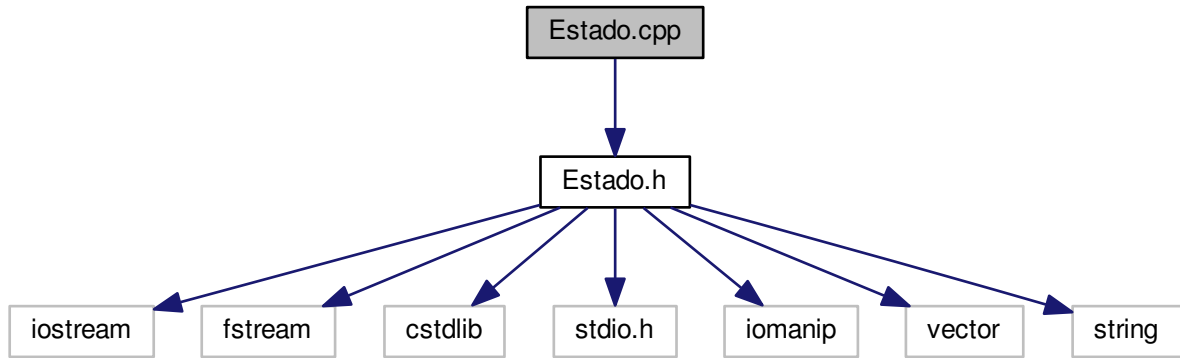 Estado.cpp
Estado.h
iostream
fstream
cstdlib
stdio.h
iomanip
vector
string